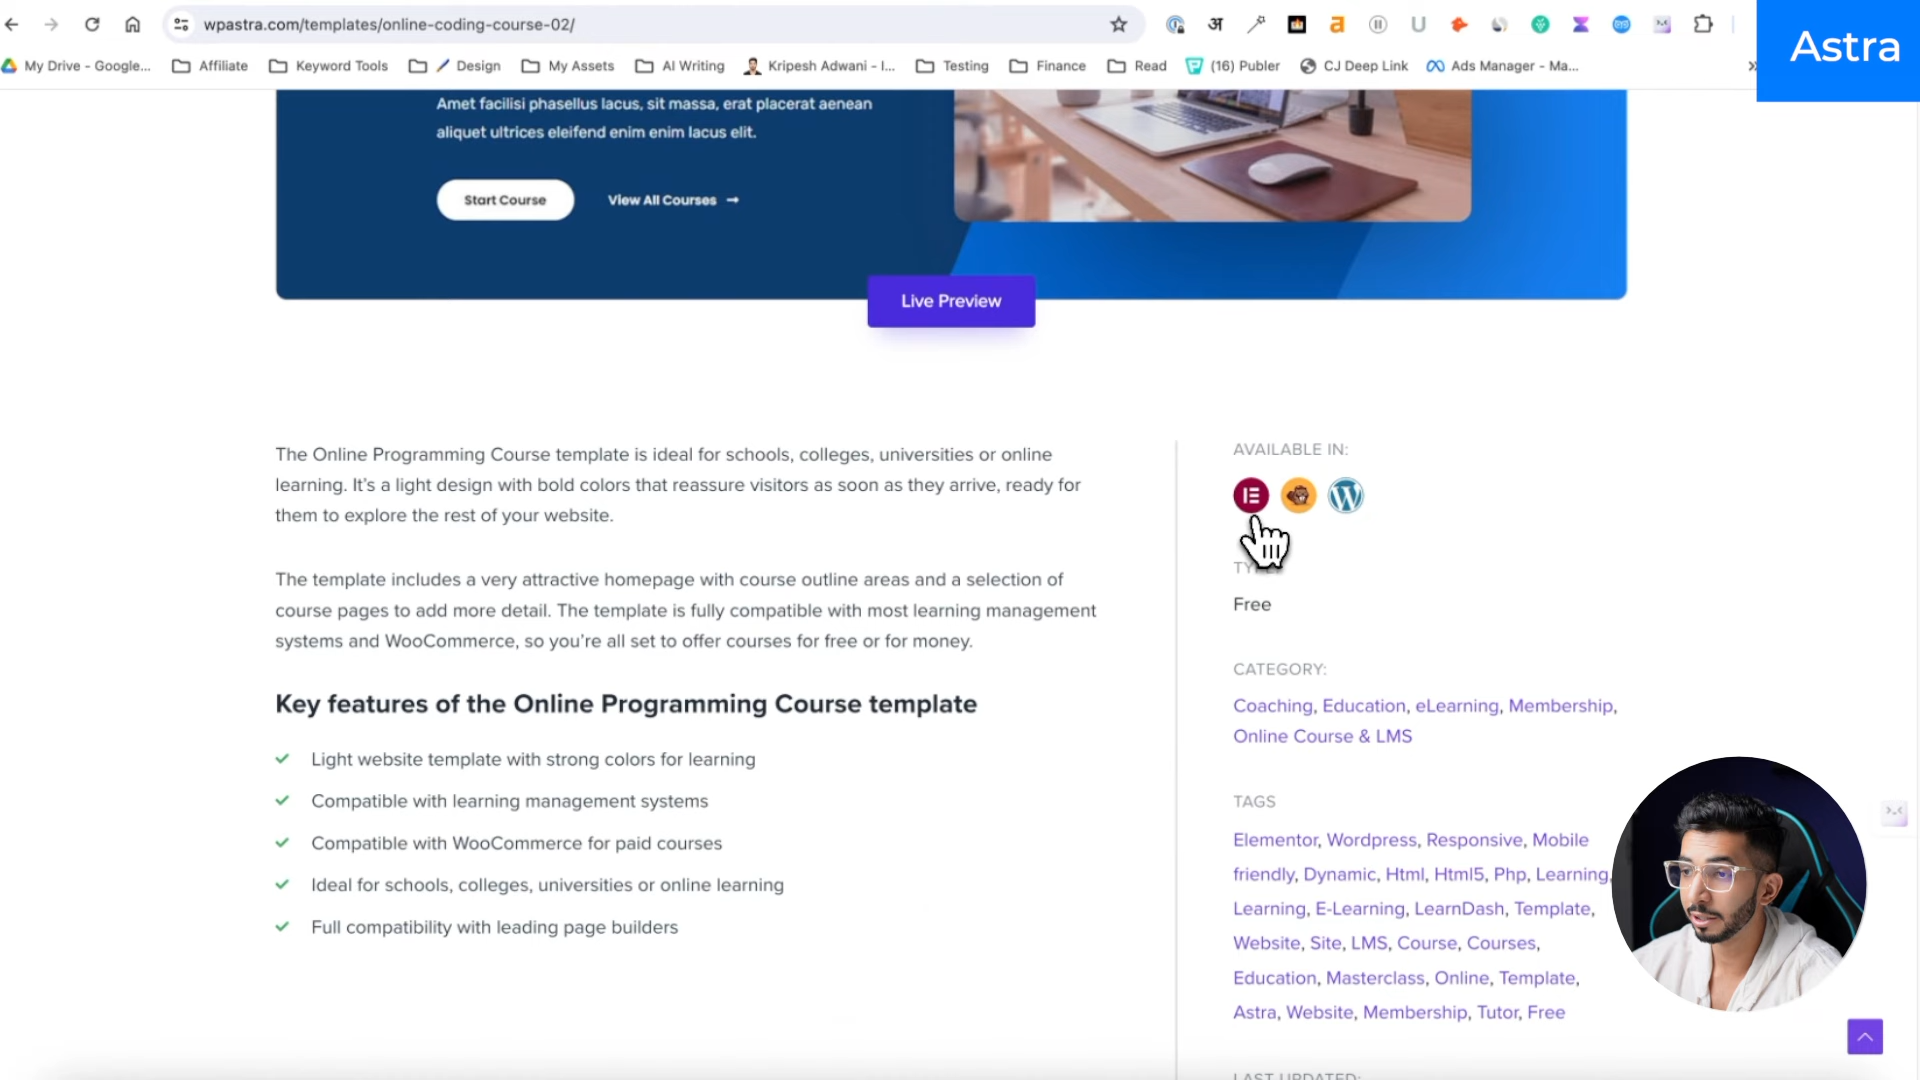 wpastra.com/templates/online-coding-course-02/
Astra
My Drive - Google...
Affiliate
Keyword Tools
Design
My Assets
AI Writing
Kripesh Adwani - I...
Testing
Finance
Read
(16) Publer
CJ Deep Link
Ads Manager - Ma...
Amet facilisi phasellus lacus, sit massa, erat placerat aenean
aliquet ultrices eleifend enim enim lacus elit.
Start Course
View All Courses →
Live Preview
The Online Programming Course template is ideal for schools, colleges, universities or online
learning. It's a light design with bold colors that reassure visitors as soon as they arrive, ready for
them to explore the rest of your website.
The template includes a very attractive homepage with course outline areas and a selection of
course pages to add more detail. The template is fully compatible with most learning management
systems and WooCommerce, so you're all set to offer courses for free or for money.
Key features of the Online Programming Course template
Light website template with strong colors for learning
Compatible with learning management systems
Compatible with WooCommerce for paid courses
Ideal for schools, colleges, universities or online learning
Full compatibility with leading page builders
AVAILABLE IN:
Free
CATEGORY:
Coaching, Education, eLearning, Membership,
Online Course & LMS
TAGS
Elementor, Wordpress, Responsive, Mobile
friendly, Dynamic, Html, Html5, Php, Learning,
Learning, E-Learning, LearnDash, Template,
Website, Site, LMS, Course, Courses,
Education, Masterclass, Online, Template,
Astra, Website, Membership, Tutor, Free
LAST UPDATED: